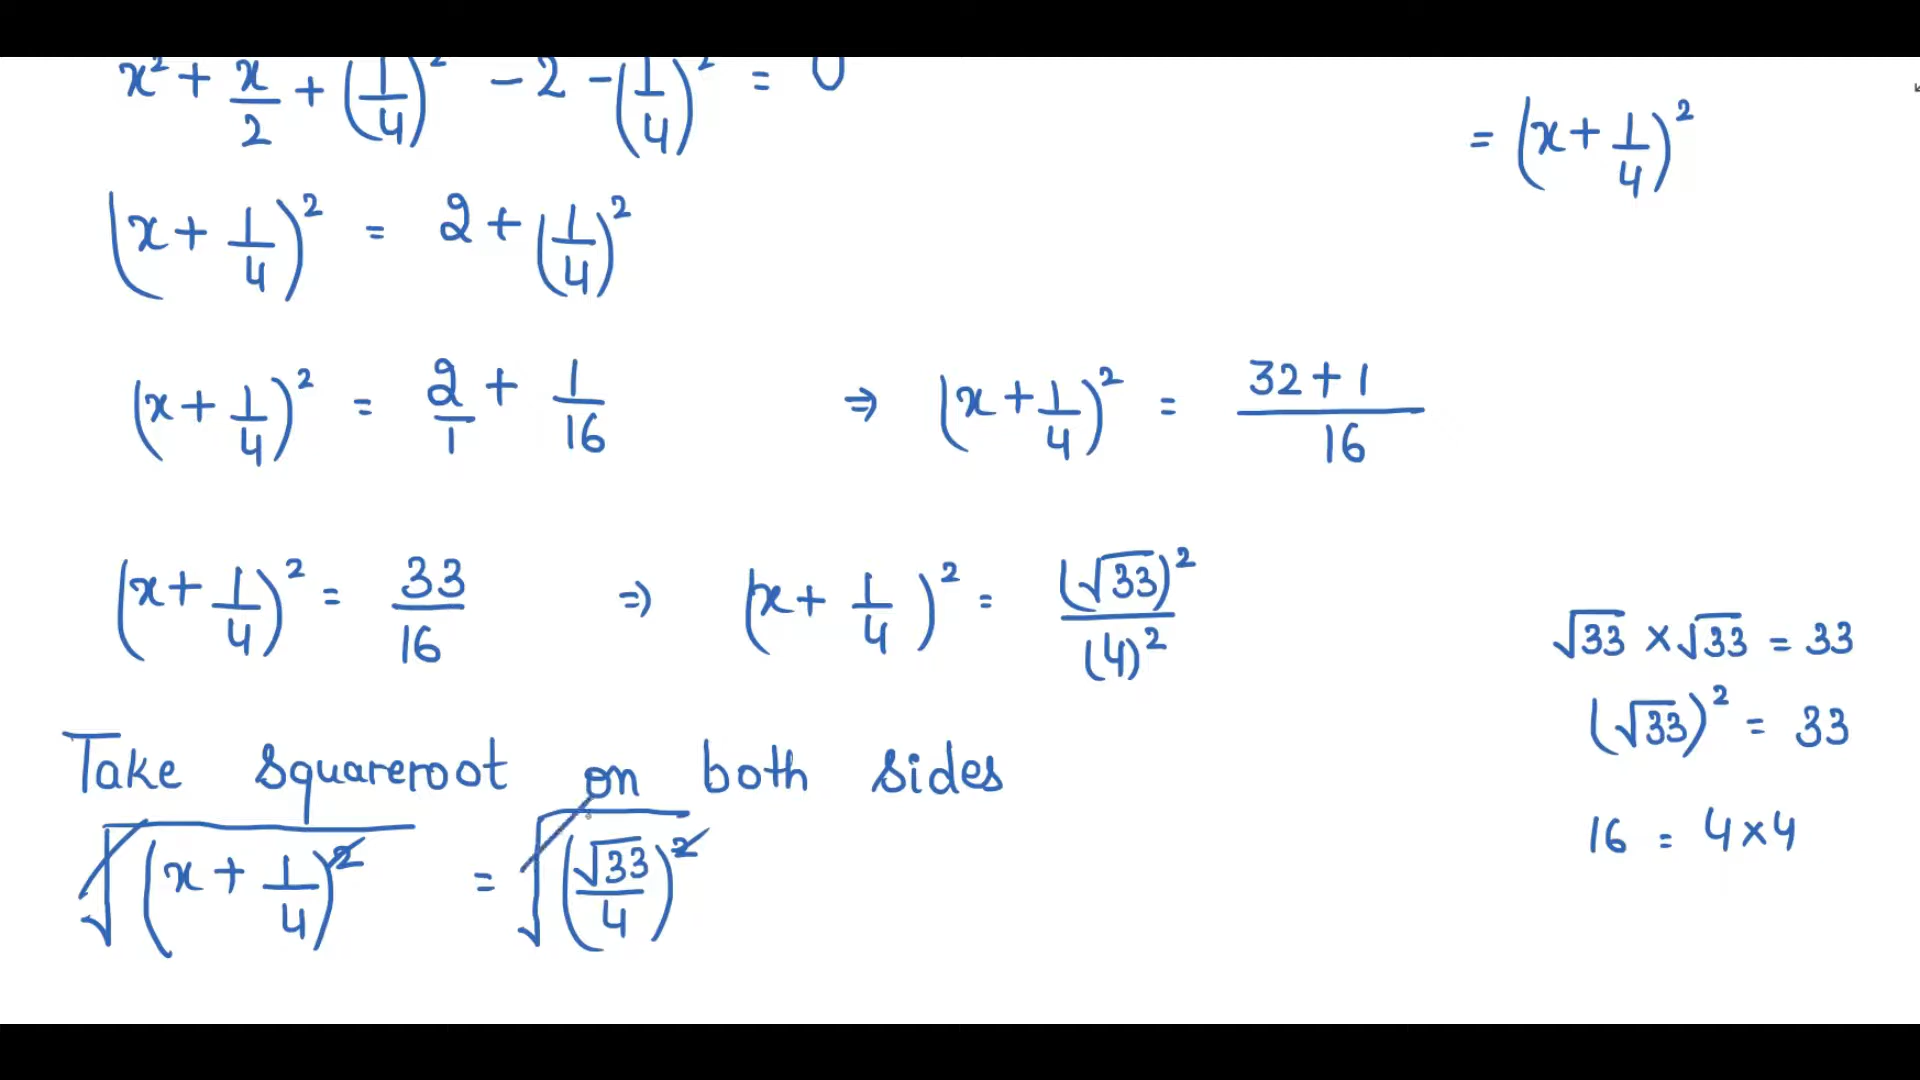 x² + x/2 + (1/4)² - 2 - (1/4)² = 0
= (x + 1/4)²
(x + 1/4)² = 2 + (1/4)²
(x + 1/4)² = 2/1 + 1/16 ⇒ (x + 1/4)² = (32 + 1)/16
(x + 1/4)² = 33/16 ⇒ (x + 1/4)² = (√33)²/(4)²
√33 × √33 = 33
(√33)² = 33
16 = 4 × 4
Take squareroot on both sides
√(x + 1/4)² = √(√33/4)²